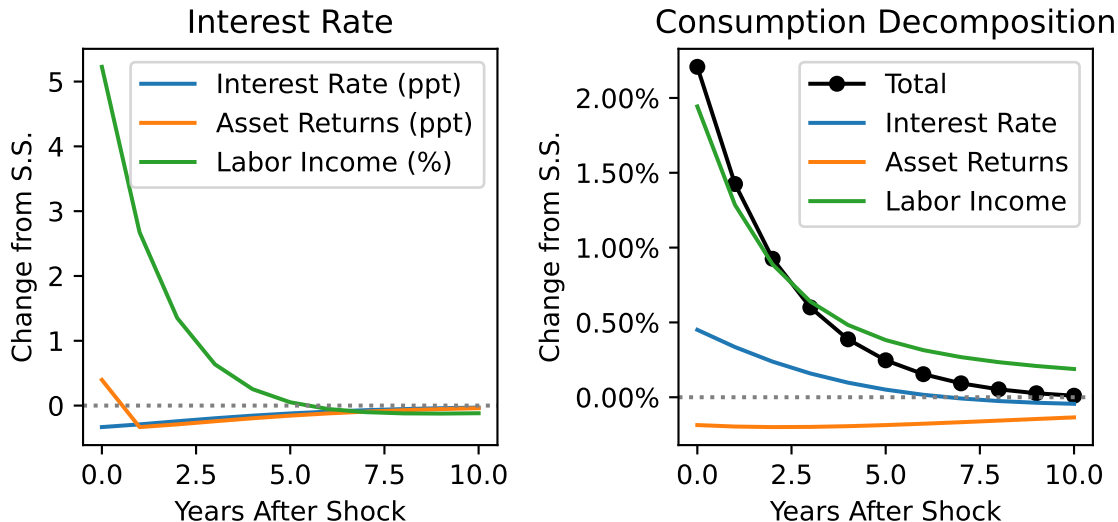 Interest Rate
Change from S.S.
5
4
3
2
1
0
Interest Rate (ppt)
Asset Returns (ppt)
Labor Income (%)
0.0 2.5 5.0 7.5 10.0
Years After Shock
Consumption Decomposition
Change from S.S.
2.00%
1.50%
1.00%
0.50%
0.00%
Total
Interest Rate
Asset Returns
Labor Income
0.0 2.5 5.0 7.5 10.0
Years After Shock